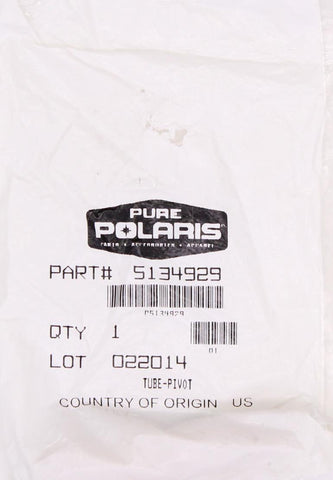 PURE
POLARIS
PARTS • ACCESSORIES • APPAREL
PART# 5134929
P5134929
QTY 1
01
LOT 022014
TUBE-PIVOT
COUNTRY OF ORIGIN US